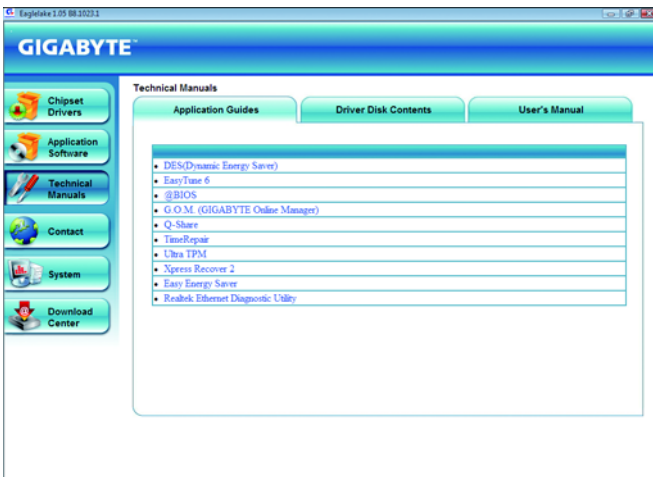 Eaglelake 1.05 B8.1023.1
GIGABYTE™
Technical Manuals
Application Guides
Driver Disk Contents
User's Manual
Chipset
Drivers
Application
Software
Technical
Manuals
Contact
System
Download
Center
• DES(Dynamic Energy Saver)
• EasyTune 6
• @BIOS
• G.O.M. (GIGABYTE Online Manager)
• Q-Share
• TimeRepair
• Ultra TPM
• Xpress Recover 2
• Easy Energy Saver
• Realtek Ethernet Diagnostic Utility